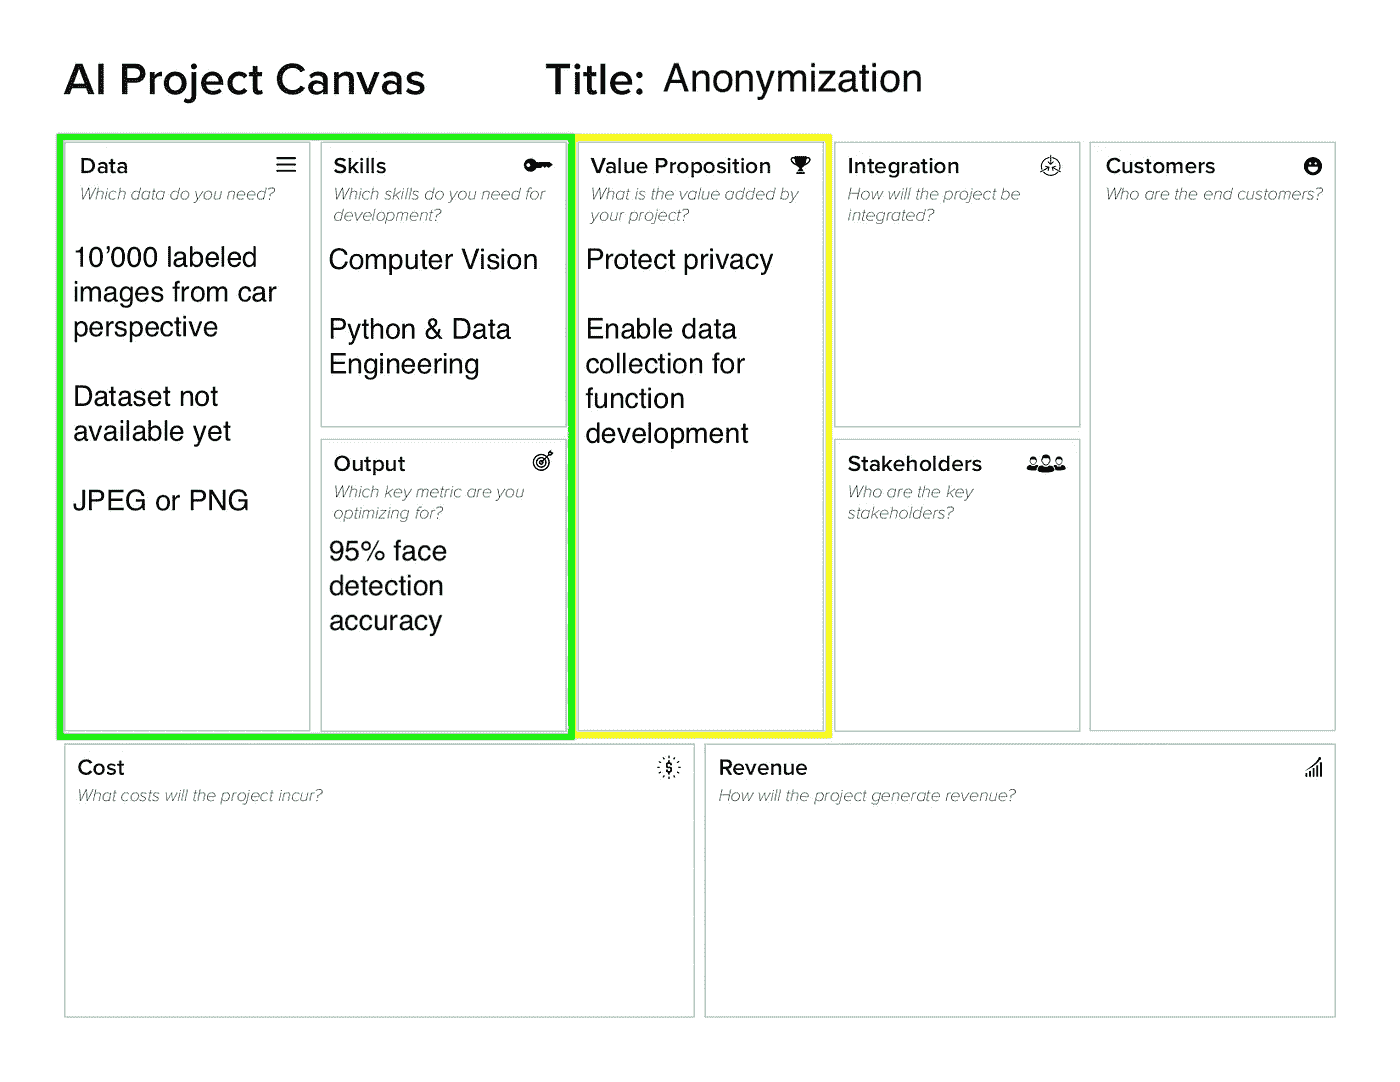 AI Project Canvas
Title: Anonymization
Data
Which data do you need?
10’000 labeled
images from car
perspective
Dataset not
available yet
JPEG or PNG
Skills
Which skills do you need for
development?
Computer Vision
Python & Data
Engineering
Output
Which key metric are you
optimizing for?
95% face
detection
accuracy
Value Proposition
What is the value added by
your project?
Protect privacy
Enable data
collection for
function
development
Integration
How will the project be
integrated?
Stakeholders
Who are the key
stakeholders?
Customers
Who are the end customers?
Cost
What costs will the project incur?
$
Revenue
How will the project generate revenue?